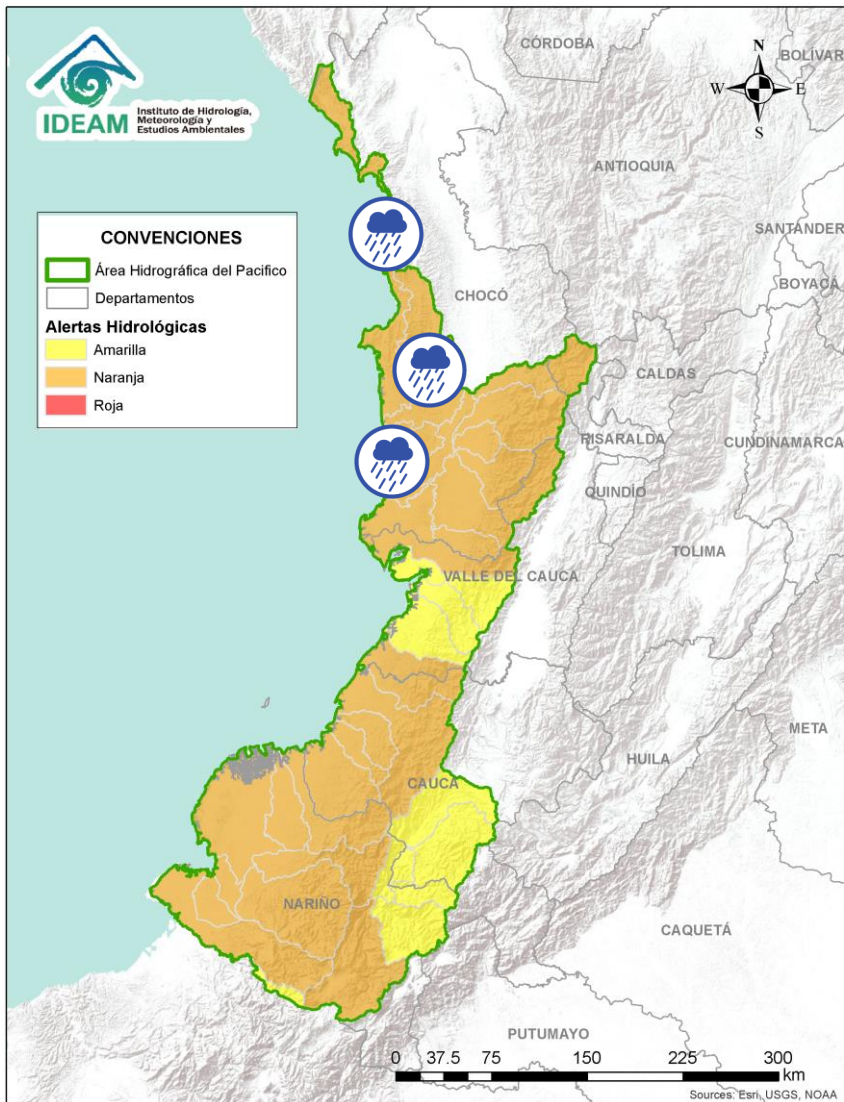 IDEAM
Instituto de Hidrología,
Meteorología y
Estudios Ambientales
N
W
E
S
CONVENCIONES
Área Hidrográfica del Pacifico
Departamentos
Alertas Hidrológicas
Amarilla
Naranja
Roja
CÓRDOBA
BOLÍVAR
ANTIOQUIA
SANTANDER
BOYACÁ
CHOCÓ
CALDAS
RISARALDA
CUNDINAMARCA
QUINDÍO
TOLIMA
VALLE DEL CAUCA
META
HUILA
CAUCA
NARIÑO
CAQUETÁ
PUTUMAYO
0 37.5 75 150 225 300
km
Sources: Esri, USGS, NOAA